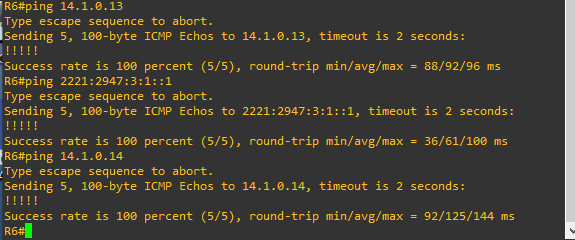 R6#ping 14.1.0.13
Type escape sequence to abort.
Sending 5, 100-byte ICMP Echos to 14.1.0.13, timeout is 2 seconds:
!!!!!
Success rate is 100 percent (5/5), round-trip min/avg/max = 88/92/96 ms
R6#ping 2221:2947:3:1::1
Type escape sequence to abort.
Sending 5, 100-byte ICMP Echos to 2221:2947:3:1::1, timeout is 2 seconds:
!!!!!
Success rate is 100 percent (5/5), round-trip min/avg/max = 36/61/100 ms
R6#ping 14.1.0.14
Type escape sequence to abort.
Sending 5, 100-byte ICMP Echos to 14.1.0.14, timeout is 2 seconds:
!!!!!
Success rate is 100 percent (5/5), round-trip min/avg/max = 92/125/144 ms
R6#